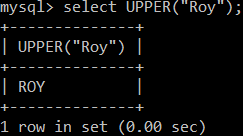 mysql> select UPPER("Roy");
+--------------+
| UPPER("Roy") |
+--------------+
| ROY          |
+--------------+
1 row in set (0.00 sec)